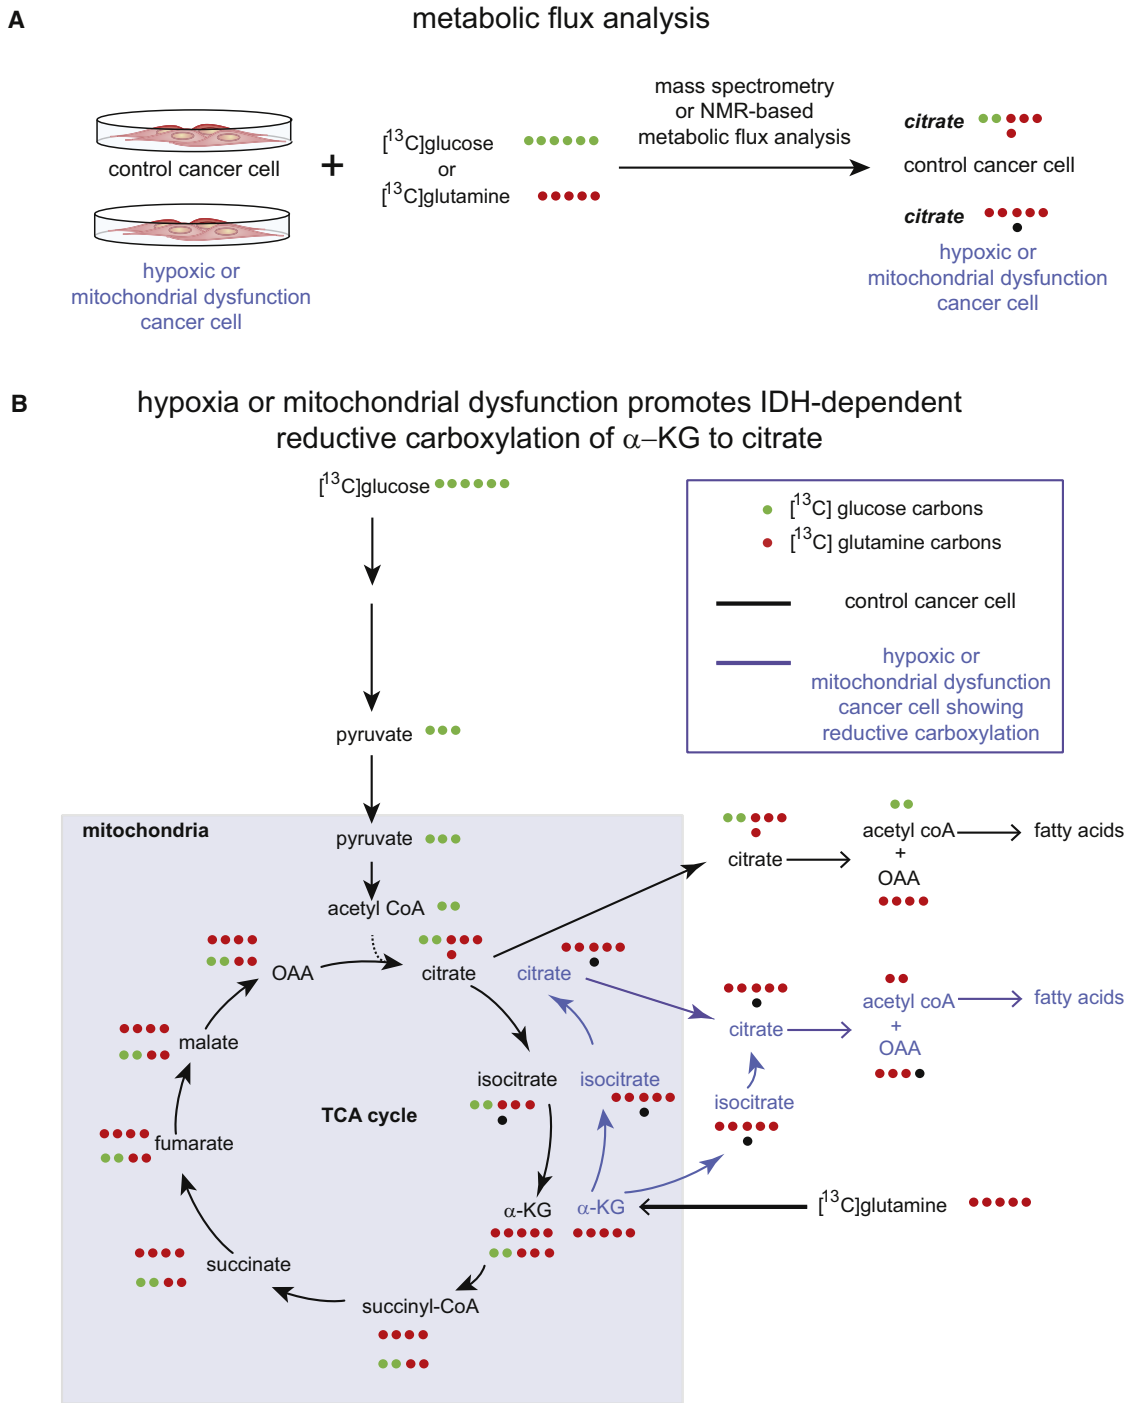 A
metabolic flux analysis
control cancer cell
hypoxic or
mitochondrial dysfunction
cancer cell
+
[13C]glucose
or
[13C]glutamine
mass spectrometry
or NMR-based
metabolic flux analysis
citrate
control cancer cell
citrate
hypoxic or
mitochondrial dysfunction
cancer cell
B
hypoxia or mitochondrial dysfunction promotes IDH-dependent
reductive carboxylation of α–KG to citrate
[13C]glucose
[13C] glucose carbons
[13C] glutamine carbons
control cancer cell
hypoxic or
mitochondrial dysfunction
cancer cell showing
reductive carboxylation
pyruvate
mitochondria
pyruvate
acetyl CoA
OAA
citrate
citrate
malate
isocitrate
isocitrate
TCA cycle
fumarate
α-KG
α-KG
succinate
succinyl-CoA
citrate
acetyl coA
+
OAA
fatty acids
citrate
acetyl coA
+
OAA
fatty acids
isocitrate
[13C]glutamine